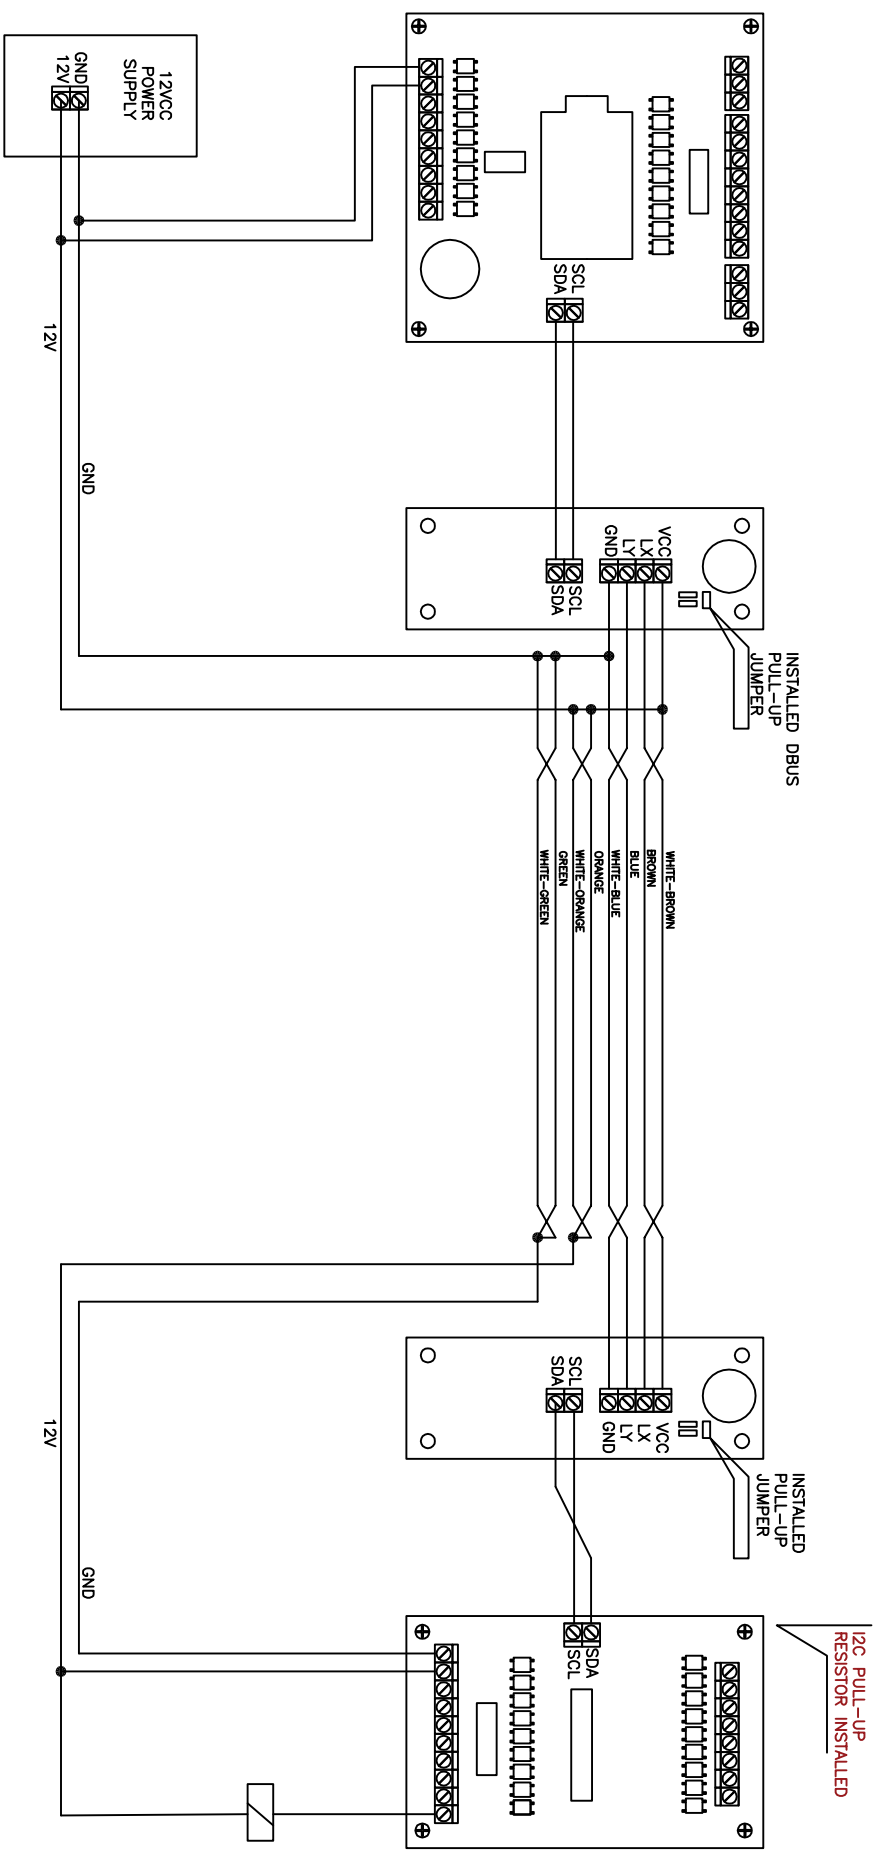 12VCC
POWER
SUPPLY
GND
12V
SCL
SDA
12V
GND
VCC
LX
LY
GND
SCL
SDA
INSTALLED DBUS
PULL-UP
JUMPER
WHITE-BROWN
BROWN
BLUE
WHITE-BLUE
ORANGE
WHITE-ORANGE
GREEN
WHITE-GREEN
SCL
SDA
VCC
LX
LY
GND
INSTALLED
PULL-UP
JUMPER
12V
GND
SDA
SCL
I2C PULL-UP
RESISTOR INSTALLED